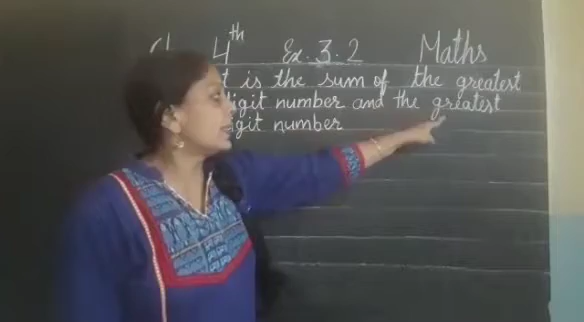 4th Ex. 3.2 Maths
is the sum of the greatest
digit number and the greatest
digit number